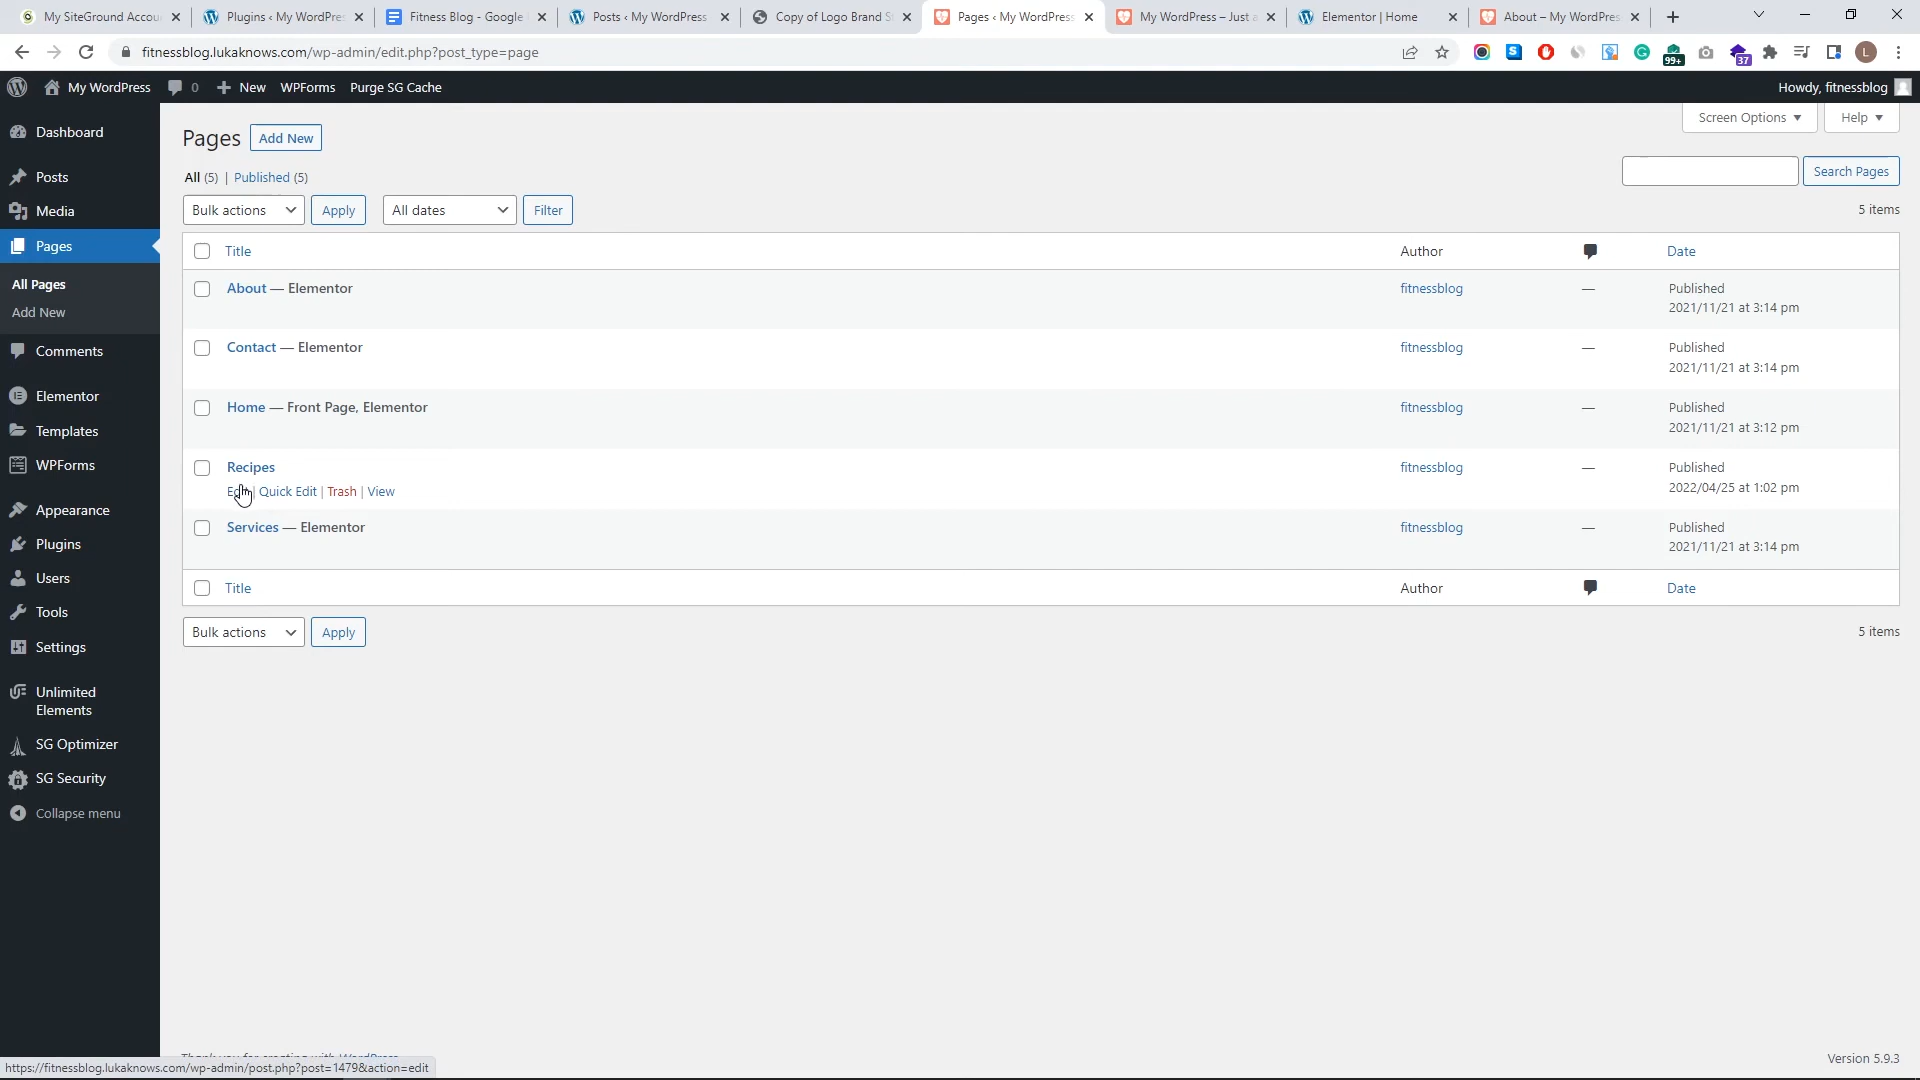 My SiteGround Accou
Plugins ‹ My WordPre
Fitness Blog - Google
Posts ‹ My WordPress
Copy of Logo Brand S
Pages ‹ My WordPress
My WordPress – Just a
Elementor | Home
About – My WordPres
fitnessblog.lukaknows.com/wp-admin/edit.php?post_type=page
99+
37
L
My WordPress
0
New
WPForms
Purge SG Cache
Howdy, fitnessblog
Dashboard
Posts
Media
Pages
All Pages
Add New
Comments
Elementor
Templates
WPForms
Appearance
Plugins
Users
Tools
Settings
Unlimited
Elements
SG Optimizer
SG Security
Collapse menu
Screen Options
Help
Pages
Add New
All (5) | Published (5)
Search Pages
Bulk actions
Apply
All dates
Filter
5 items
Title
Author
Date
About — Elementor
fitnessblog
—
Published
2021/11/21 at 3:14 pm
Contact — Elementor
fitnessblog
—
Published
2021/11/21 at 3:14 pm
Home — Front Page, Elementor
fitnessblog
—
Published
2021/11/21 at 3:12 pm
Recipes
fitnessblog
—
Published
2022/04/25 at 1:02 pm
| Quick Edit | Trash | View
Services — Elementor
fitnessblog
—
Published
2021/11/21 at 3:14 pm
Title
Author
Date
Bulk actions
Apply
5 items
Version 5.9.3
https://fitnessblog.lukaknows.com/wp-admin/post.php?post=1479&action=edit